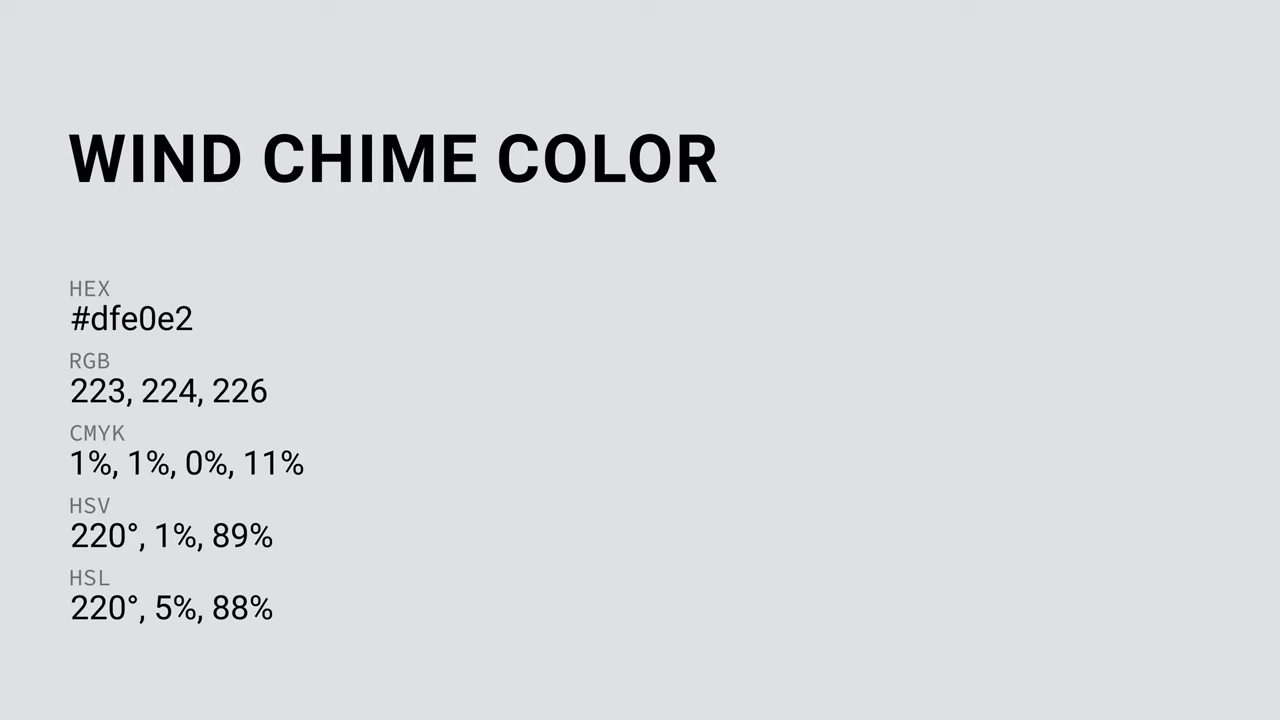 WIND CHIME COLOR
HEX
#dfe0e2
RGB
223, 224, 226
CMYK
1%, 1%, 0%, 11%
HSV
220°, 1%, 89%
HSL
220°, 5%, 88%